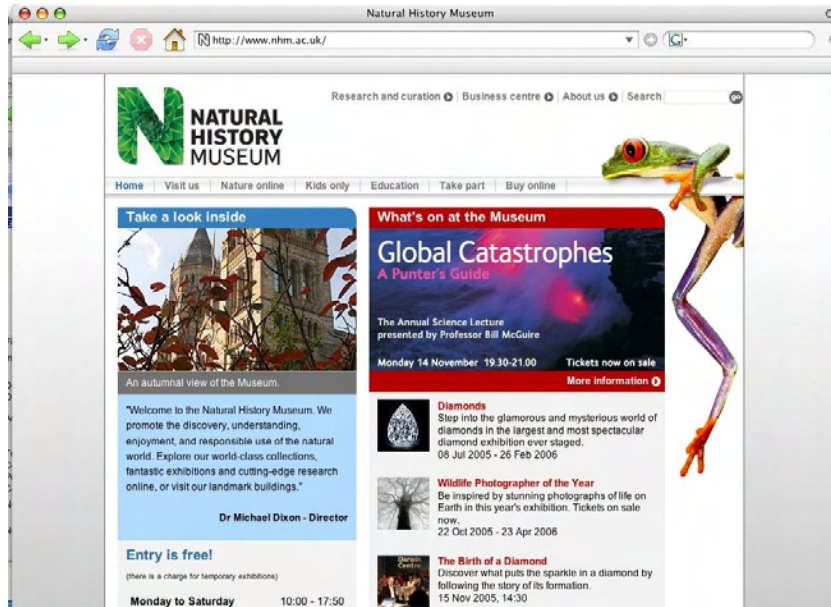 Natural History Museum
http://www.nhm.ac.uk/
Research and curation
Business centre
About us
Search
go
NATURAL
HISTORY
MUSEUM
Home
Visit us
Nature online
Kids only
Education
Take part
Buy online
Take a look inside
An autumnal view of the Museum.
"Welcome to the Natural History Museum. We
promote the discovery, understanding,
enjoyment, and responsible use of the natural
world. Explore our world-class collections,
fantastic exhibitions and cutting-edge research
online, or visit our landmark buildings."
Dr Michael Dixon - Director
Entry is free!
(there is a charge for temporary exhibitions)
Monday to Saturday 10:00 - 17:50
What's on at the Museum
Global Catastrophes
A Punter's Guide
The Annual Science Lecture
presented by Professor Bill McGuire
Monday 14 November 19.30-21.00 Tickets now on sale
More information
Diamonds
Step into the glamorous and mysterious world of
diamonds in the largest and most spectacular
diamond exhibition ever staged.
08 Jul 2005 - 26 Feb 2006
Wildlife Photographer of the Year
Be inspired by stunning photographs of life on
Earth in this year's exhibition. Tickets on sale
now.
22 Oct 2005 - 23 Apr 2006
Darwin
Centre
The Birth of a Diamond
Discover what puts the sparkle in a diamond by
following the story of its formation.
15 Nov 2005, 14:30